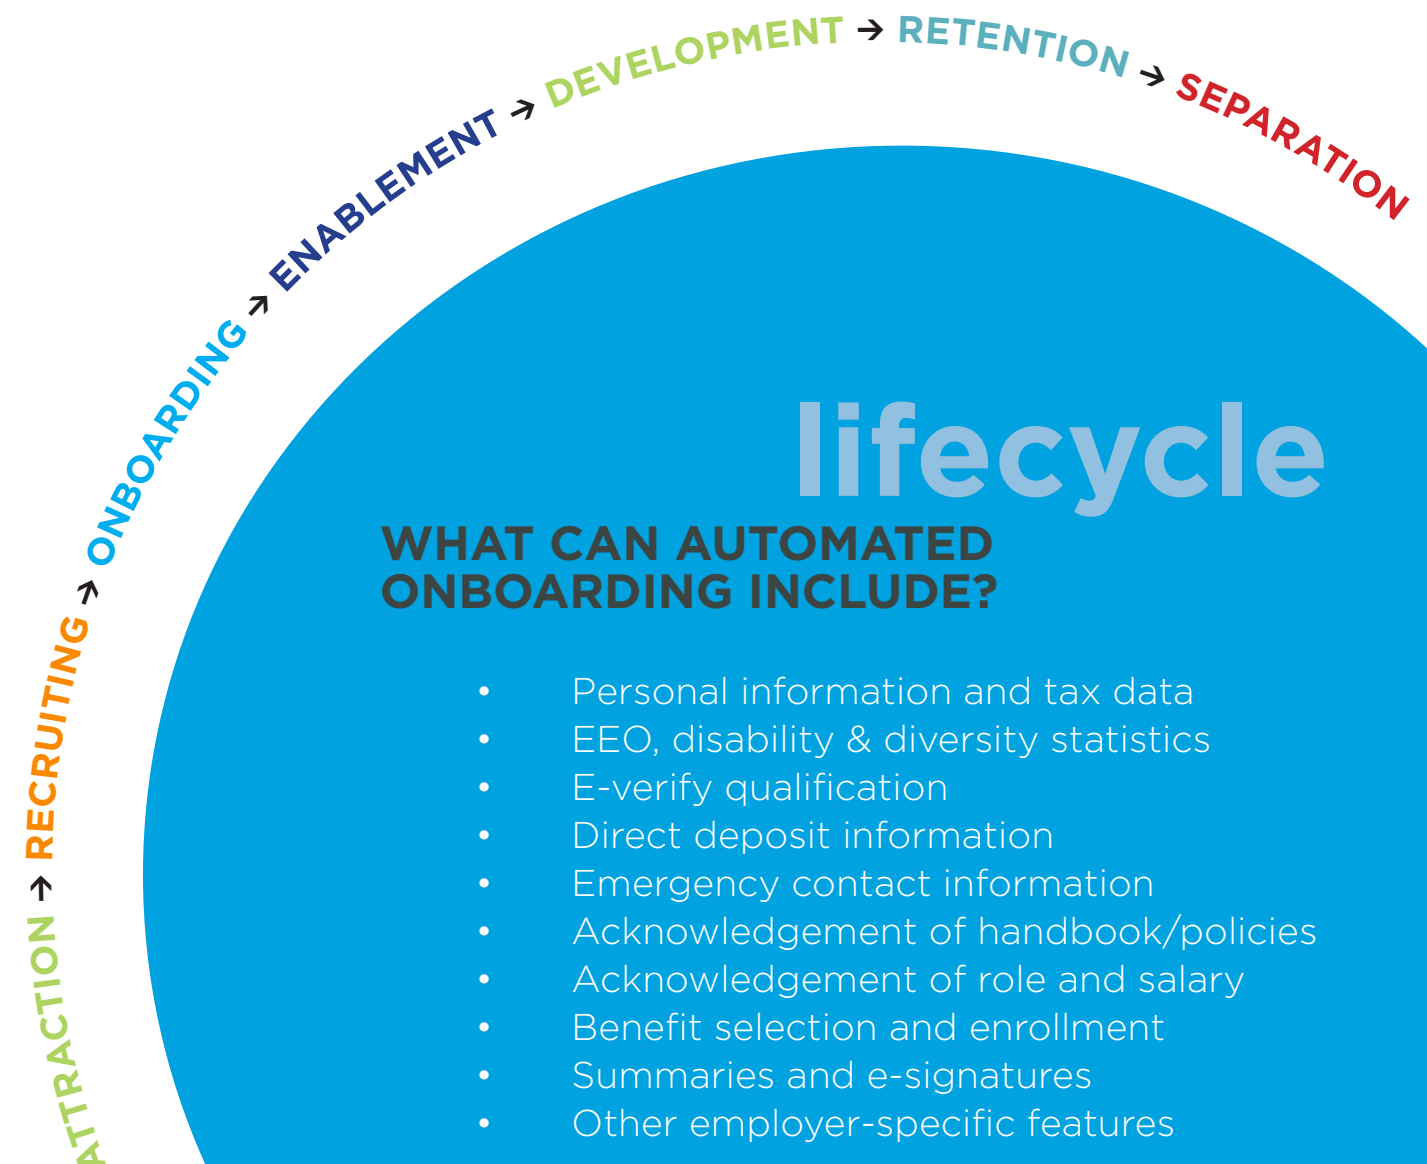 ATTRACTION → RECRUITING → ONBOARDING → ENABLEMENT → DEVELOPMENT → RETENTION → SEPARATION
lifecycle
WHAT CAN AUTOMATED
ONBOARDING INCLUDE?
• Personal information and tax data
• EEO, disability & diversity statistics
• E-verify qualification
• Direct deposit information
• Emergency contact information
• Acknowledgement of handbook/policies
• Acknowledgement of role and salary
• Benefit selection and enrollment
• Summaries and e-signatures
• Other employer-specific features